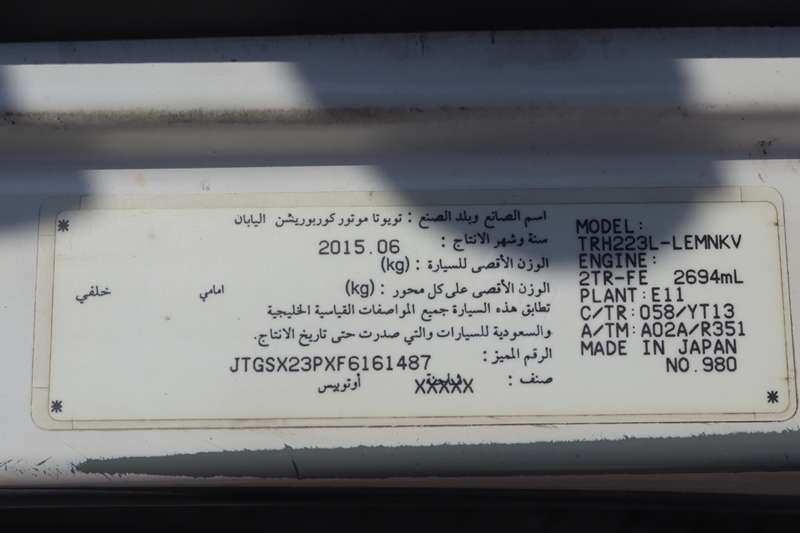 اسم الصانع وبلد الصنع : تويوتا موتور كوربوريشن اليابان
سنة وشهر الانتاج : 2015.06
الوزن الأقصى للسيارة : (kg)
الوزن الأقصى على كل محور : (kg) امامي خلفي
تطابق هذه السيارة جميع المواصفات القياسية الخليجية
والسعودية للسيارات والتي صدرت حتى تاريخ الانتاج.
الرقم المميز : JTGSX23PXF6161487
صنف : XXXXX أوتوبيس
MODEL:
TRH223L-LEMNKV
ENGINE:
2TR-FE 2694mL
PLANT:E11
C/TR:058/YT13
A/TM:A02A/R351
MADE IN JAPAN
NO.980